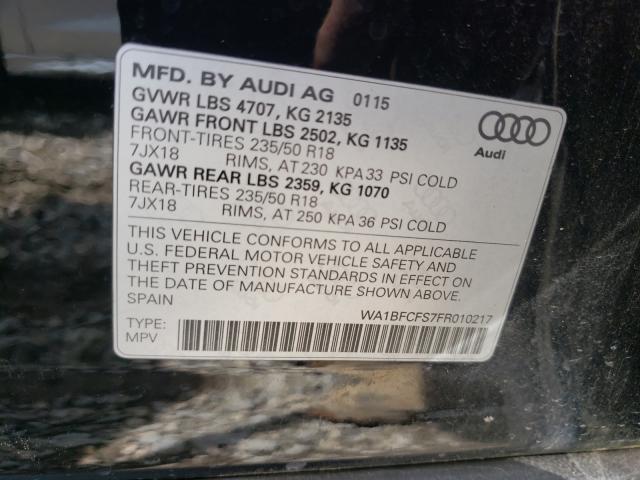 MFD. BY AUDI AG 0115
GVWR LBS 4707, KG 2135
GAWR FRONT LBS 2502, KG 1135
FRONT-TIRES 235/50 R18
7JX18 RIMS, AT 230 KPA 33 PSI COLD
GAWR REAR LBS 2359, KG 1070
REAR-TIRES 235/50 R18
7JX18 RIMS, AT 250 KPA 36 PSI COLD
Audi
THIS VEHICLE CONFORMS TO ALL APPLICABLE
U.S. FEDERAL MOTOR VEHICLE SAFETY AND
THEFT PREVENTION STANDARDS IN EFFECT ON
THE DATE OF MANUFACTURE SHOWN ABOVE.
SPAIN
WA1BFCFS7FR010217
TYPE:
MPV